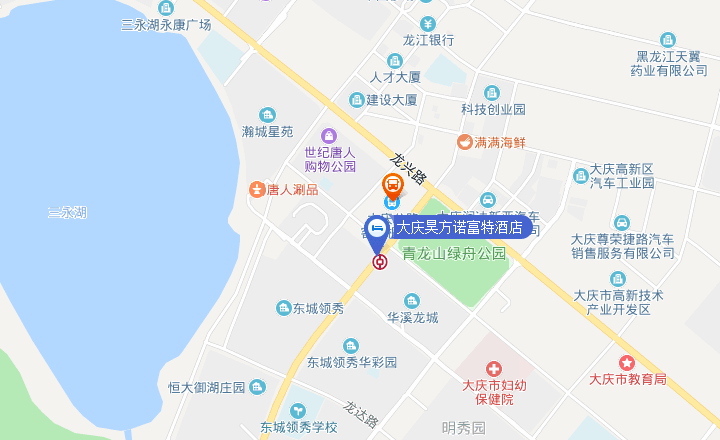 三永湖永康广场
龙江银行
黑龙江天翼
药业有限公司
人才大厦
建设大厦
科技创业园
瀚城星苑
满满海鲜
世纪唐人
购物公园
龙兴路
大庆高新区
汽车工业园
唐人涮品
三永湖
大庆昊方诺富特酒店
大庆尊荣捷路汽车
销售服务有限公司
青龙山绿舟公园
大庆市高新技术
产业开发区
东城领秀
华溪龙城
东城领秀华彩园
大庆市教育局
恒大御湖庄园
大庆市妇幼
保健院
龙达路
东城领秀学校
明秀园